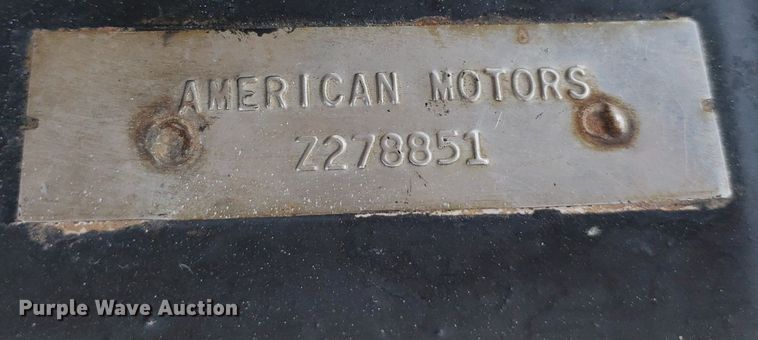 AMERICAN MOTORS
Z278851
Purple Wave Auction